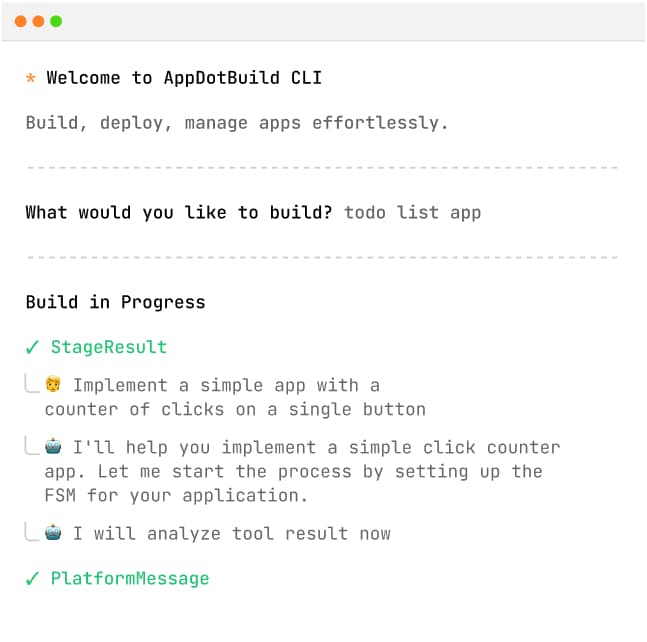 * Welcome to AppDotBuild CLI
Build, deploy, manage apps effortlessly.
What would you like to build? todo list app
Build in Progress
✓ StageResult
Implement a simple app with a
counter of clicks on a single button
I'll help you implement a simple click counter
app. Let me start the process by setting up the
FSM for your application.
I will analyze tool result now
✓ PlatformMessage